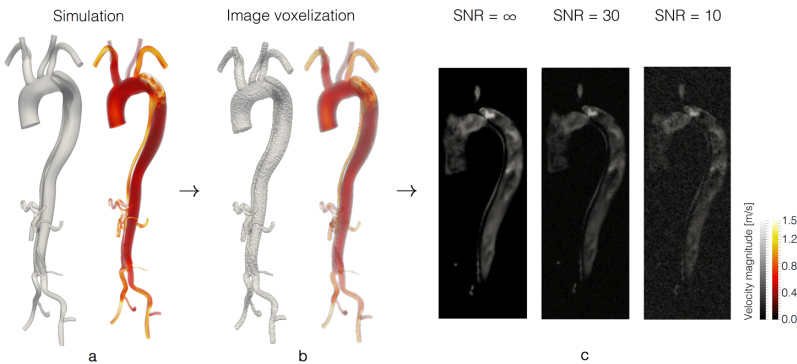 Simulation
Image voxelization
SNR = ∞
SNR = 30
SNR = 10
→
→
Velocity magnitude [m/s]
1.5
1.2
0.8
0.4
0.0
a
b
c